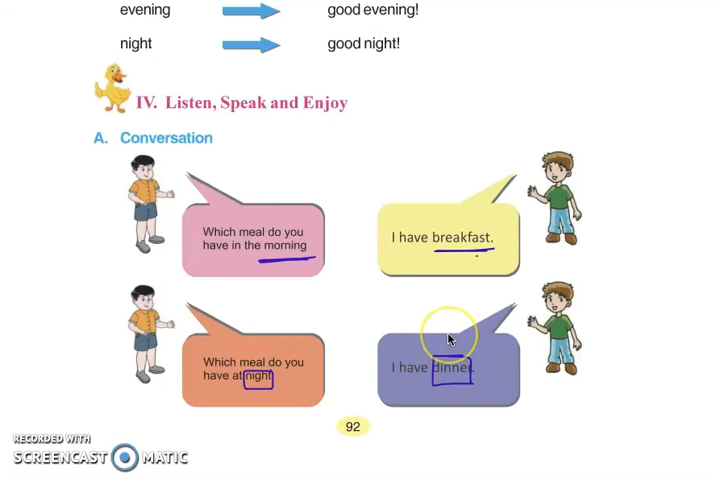 evening good evening!
night good night!
IV. Listen, Speak and Enjoy
A. Conversation
Which meal do you
have in the morning
I have breakfast.
Which meal do you
have at night
I have dinner.
92
RECORDED WITH
SCREENCAST MATIC